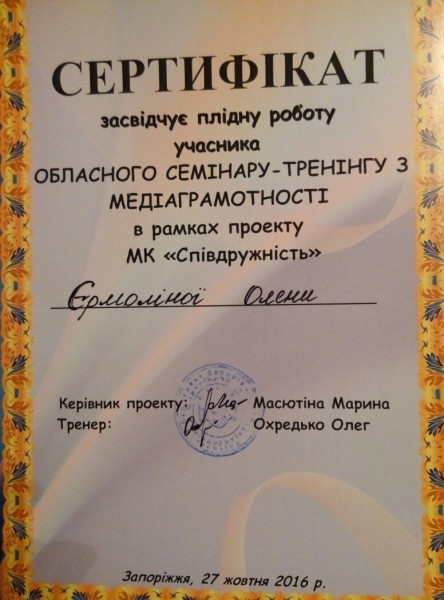 СЕРТИФІКАТ
засвідчує плідну роботу
учасника
ОБЛАСНОГО СЕМІНАРУ-ТРЕНІНГУ З
МЕДІАГРАМОТНОСТІ
в рамках проекту
МК «Співдружність»
Єрмоліної Олени
Керівник проекту: Масютіна Марина
Тренер: Охредько Олег
Запоріжжя, 27 жовтня 2016 р.